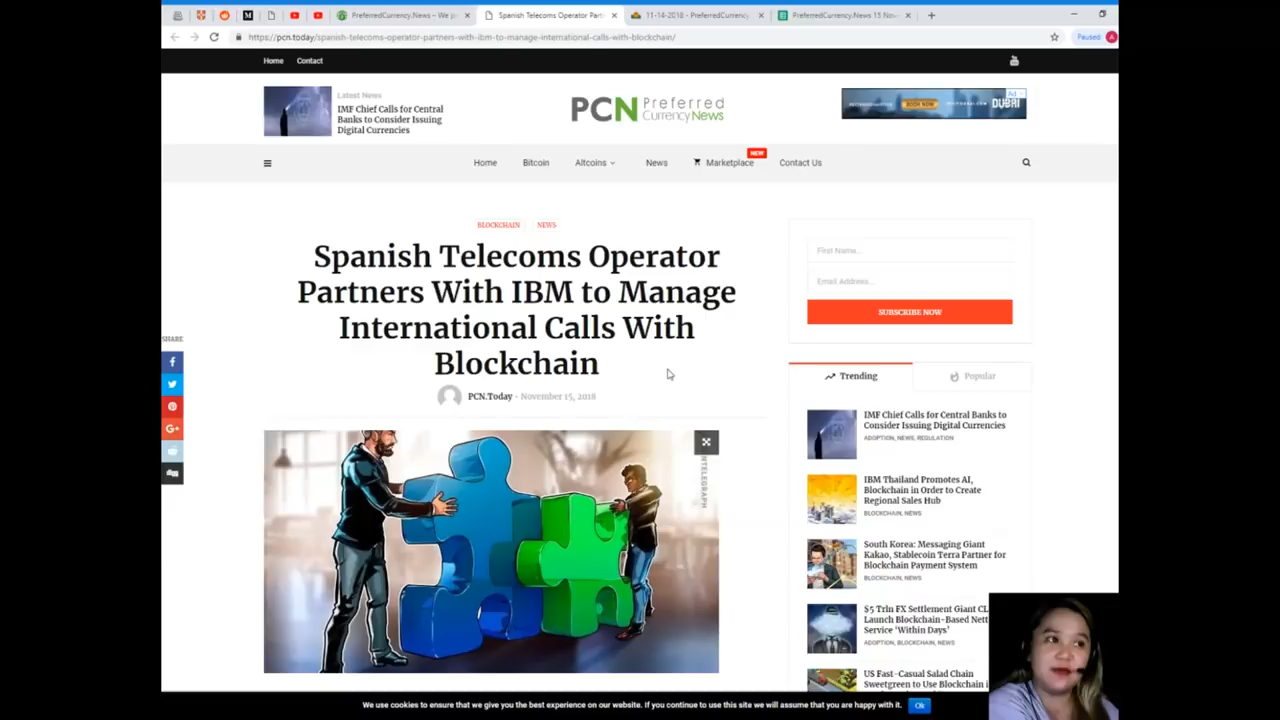 PreferredCurrency.News – We p
Spanish Telecoms Operator Part
11-14-2018 - PreferredCurrency
PreferredCurrency.News 15 Nov
Paused
A
https://pcn.today/spanish-telecoms-operator-partners-with-ibm-to-manage-international-calls-with-blockchain/
Home
Contact
Latest News
IMF Chief Calls for Central
Banks to Consider Issuing
Digital Currencies
PCN Preferred
Currency News
Ad
BOOK NOW
DUBAI
NEW
Home
Bitcoin
Altcoins
News
Marketplace
Contact Us
BLOCKCHAIN
NEWS
Spanish Telecoms Operator
Partners With IBM to Manage
International Calls With
Blockchain
PCN.Today - November 15, 2018
SHARE
NTELEGRAPH
First Name...
Email Address...
SUBSCRIBE NOW
Trending
Popular
IMF Chief Calls for Central Banks to
Consider Issuing Digital Currencies
ADOPTION, NEWS, REGULATION
IBM Thailand Promotes AI,
Blockchain in Order to Create
Regional Sales Hub
BLOCKCHAIN, NEWS
South Korea: Messaging Giant
Kakao, Stablecoin Terra Partner for
Blockchain Payment System
BLOCKCHAIN, NEWS
$5 Trln FX Settlement Giant CL
Launch Blockchain-Based Nett
Service 'Within Days'
ADOPTION, BLOCKCHAIN, NEWS
US Fast-Casual Salad Chain
Sweetgreen to Use Blockchain i
We use cookies to ensure that we give you the best experience on our website. If you continue to use this site we will assume that you are happy with it.
Ok